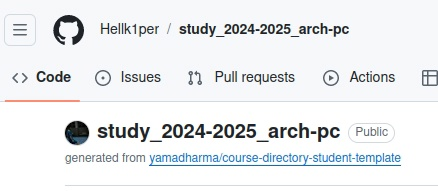 Hellk1per / study_2024-2025_arch-pc
Code Issues Pull requests Actions
study_2024-2025_arch-pc Public
generated from yamadharma/course-directory-student-template